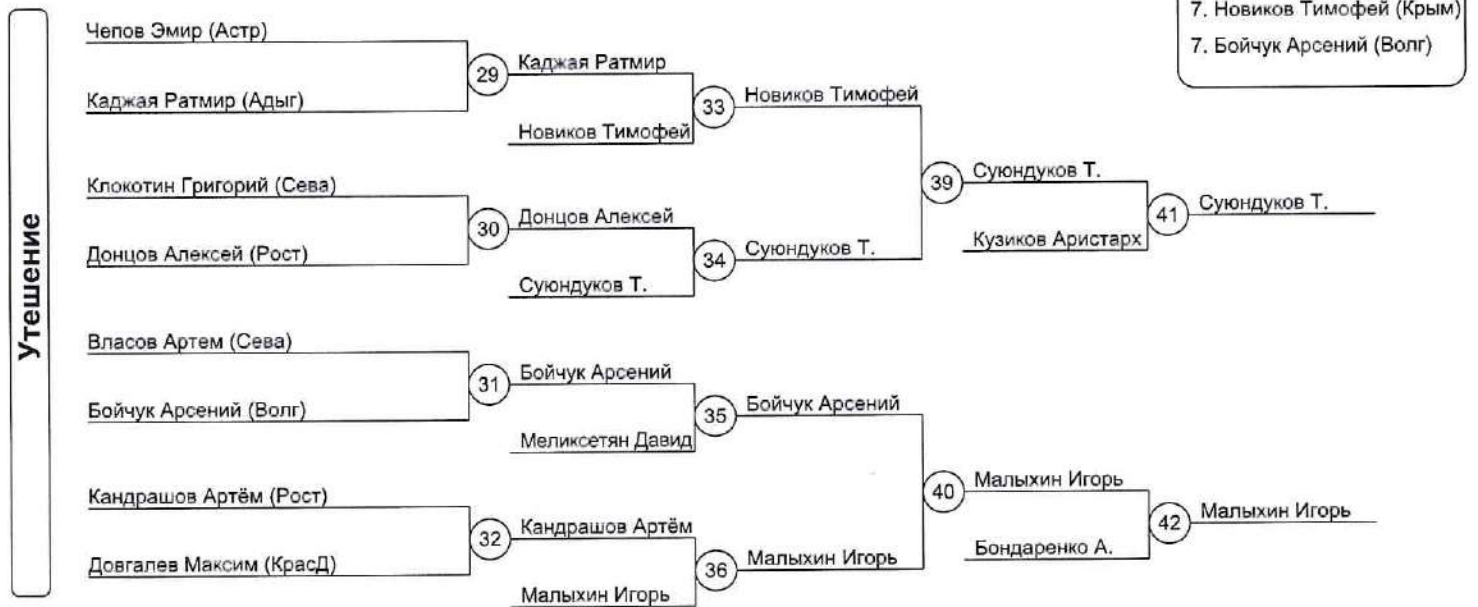 7. Новиков Тимофей (Крым)
7. Бойчук Арсений (Волг)
Утешение
Чепов Эмир (Астр)
29
Каджая Ратмир
Каджая Ратмир (Адыг)
33
Новиков Тимофей
Новиков Тимофей
Клокотин Григорий (Сева)
39
Суюндуков Т.
30
Донцов Алексей
41
Суюндуков Т.
Донцов Алексей (Рост)
34
Суюндуков Т.
Кузиков Аристарх
Суюндуков Т.
Власов Артем (Сева)
31
Бойчук Арсений
Бойчук Арсений (Волг)
35
Бойчук Арсений
Меликсетян Давид
Кандрашов Артём (Рост)
40
Малыхин Игорь
32
Кандрашов Артём
42
Малыхин Игорь
Довгалев Максим (КрасД)
36
Малыхин Игорь
Бондаренко А.
Малыхин Игорь